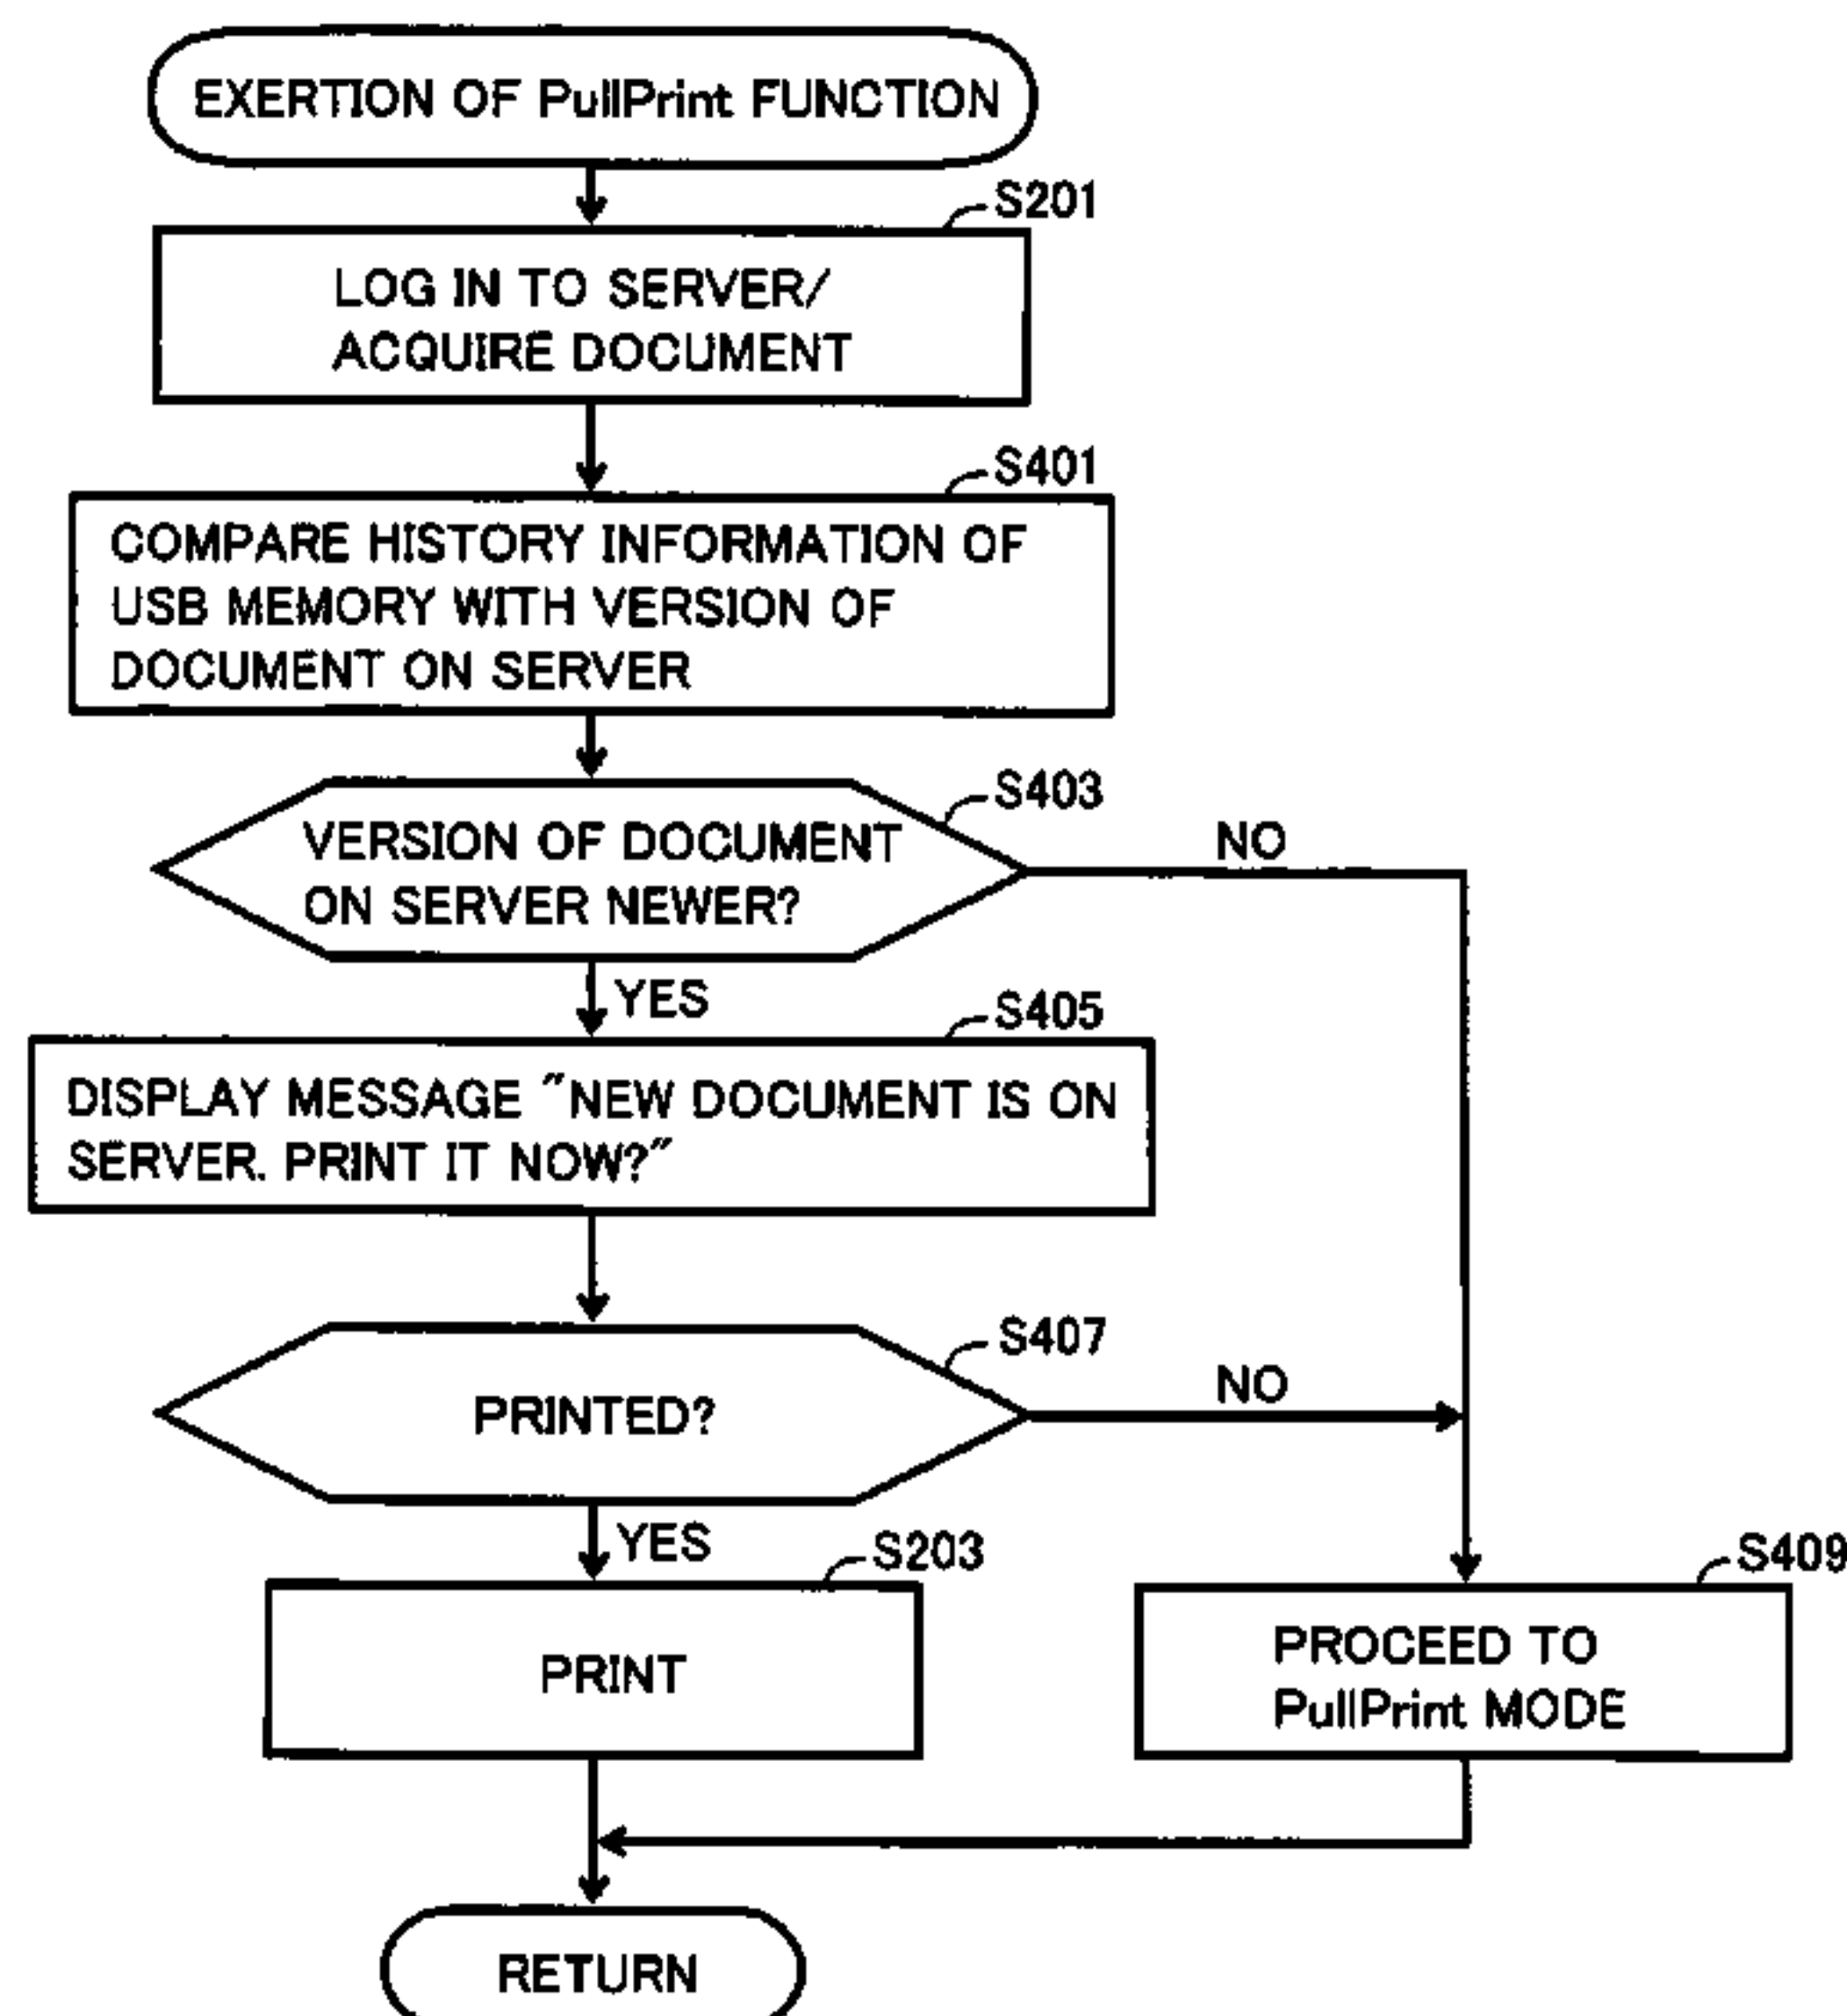 EXERTION OF PullPrint FUNCTION
S201
LOG IN TO SERVER/
ACQUIRE DOCUMENT
S401
COMPARE HISTORY INFORMATION OF
USB MEMORY WITH VERSION OF
DOCUMENT ON SERVER
S403
VERSION OF DOCUMENT
ON SERVER NEWER?
NO
YES
S405
DISPLAY MESSAGE "NEW DOCUMENT IS ON
SERVER. PRINT IT NOW?"
S407
PRINTED?
NO
YES
S203
PRINT
S409
PROCEED TO
PullPrint MODE
RETURN